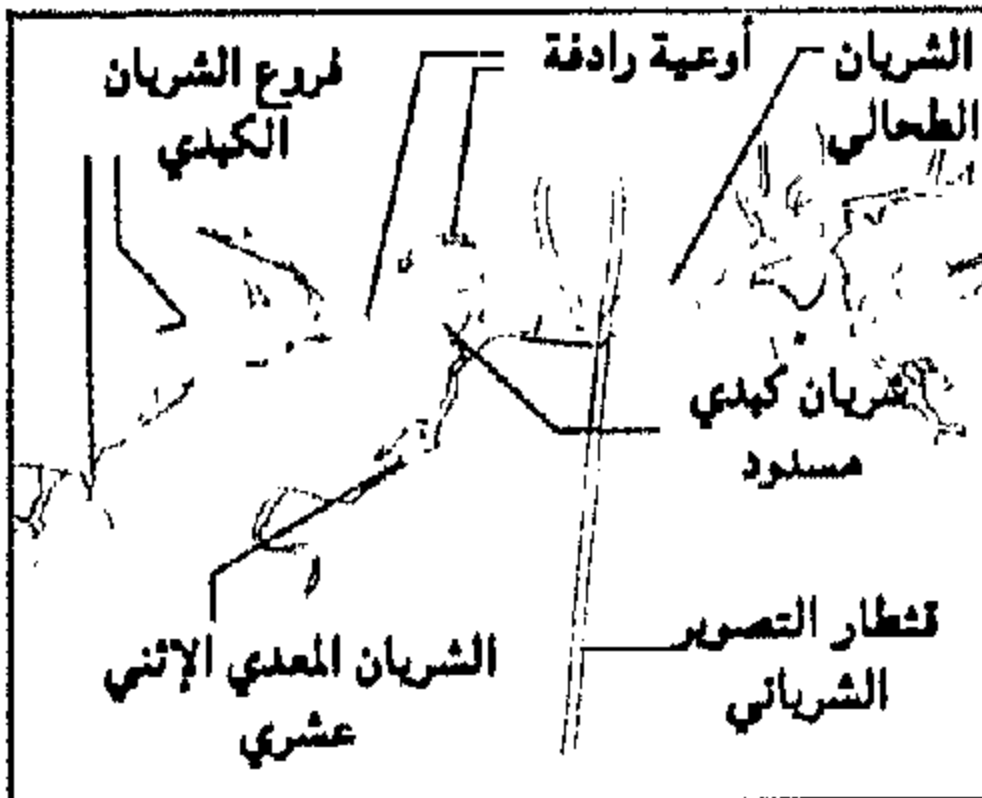 الشريان
الطحالي
أوعية رادفة
فروع الشريان
الكبدي
شريان كبدي
مسدود
قثطار التصوير
الشرياني
الشريان المعدي الإثني
عشري